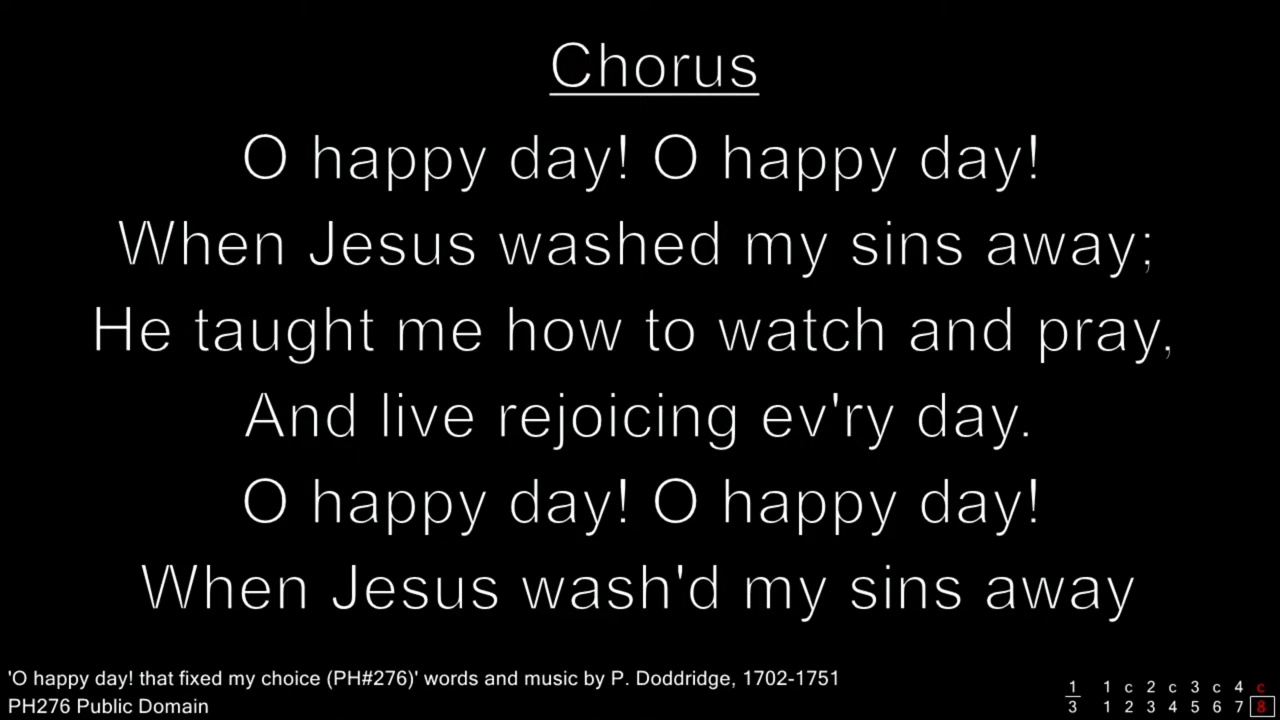 Chorus
O happy day! O happy day!
When Jesus washed my sins away;
He taught me how to watch and pray,
And live rejoicing ev'ry day.
O happy day! O happy day!
When Jesus wash'd my sins away
'O happy day! that fixed my choice (PH#276)' words and music by P. Doddridge, 1702-1751
PH276 Public Domain
1 1 c 2 c 3 c 4 c
3 1 2 3 4 5 6 7 8